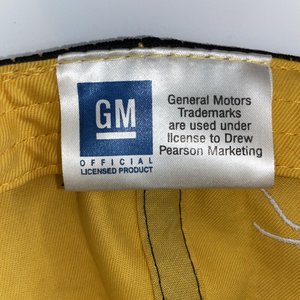 GM
OFFICIAL
LICENSED PRODUCT
General Motors
Trademarks
are used under
license to Drew
Pearson Marketing